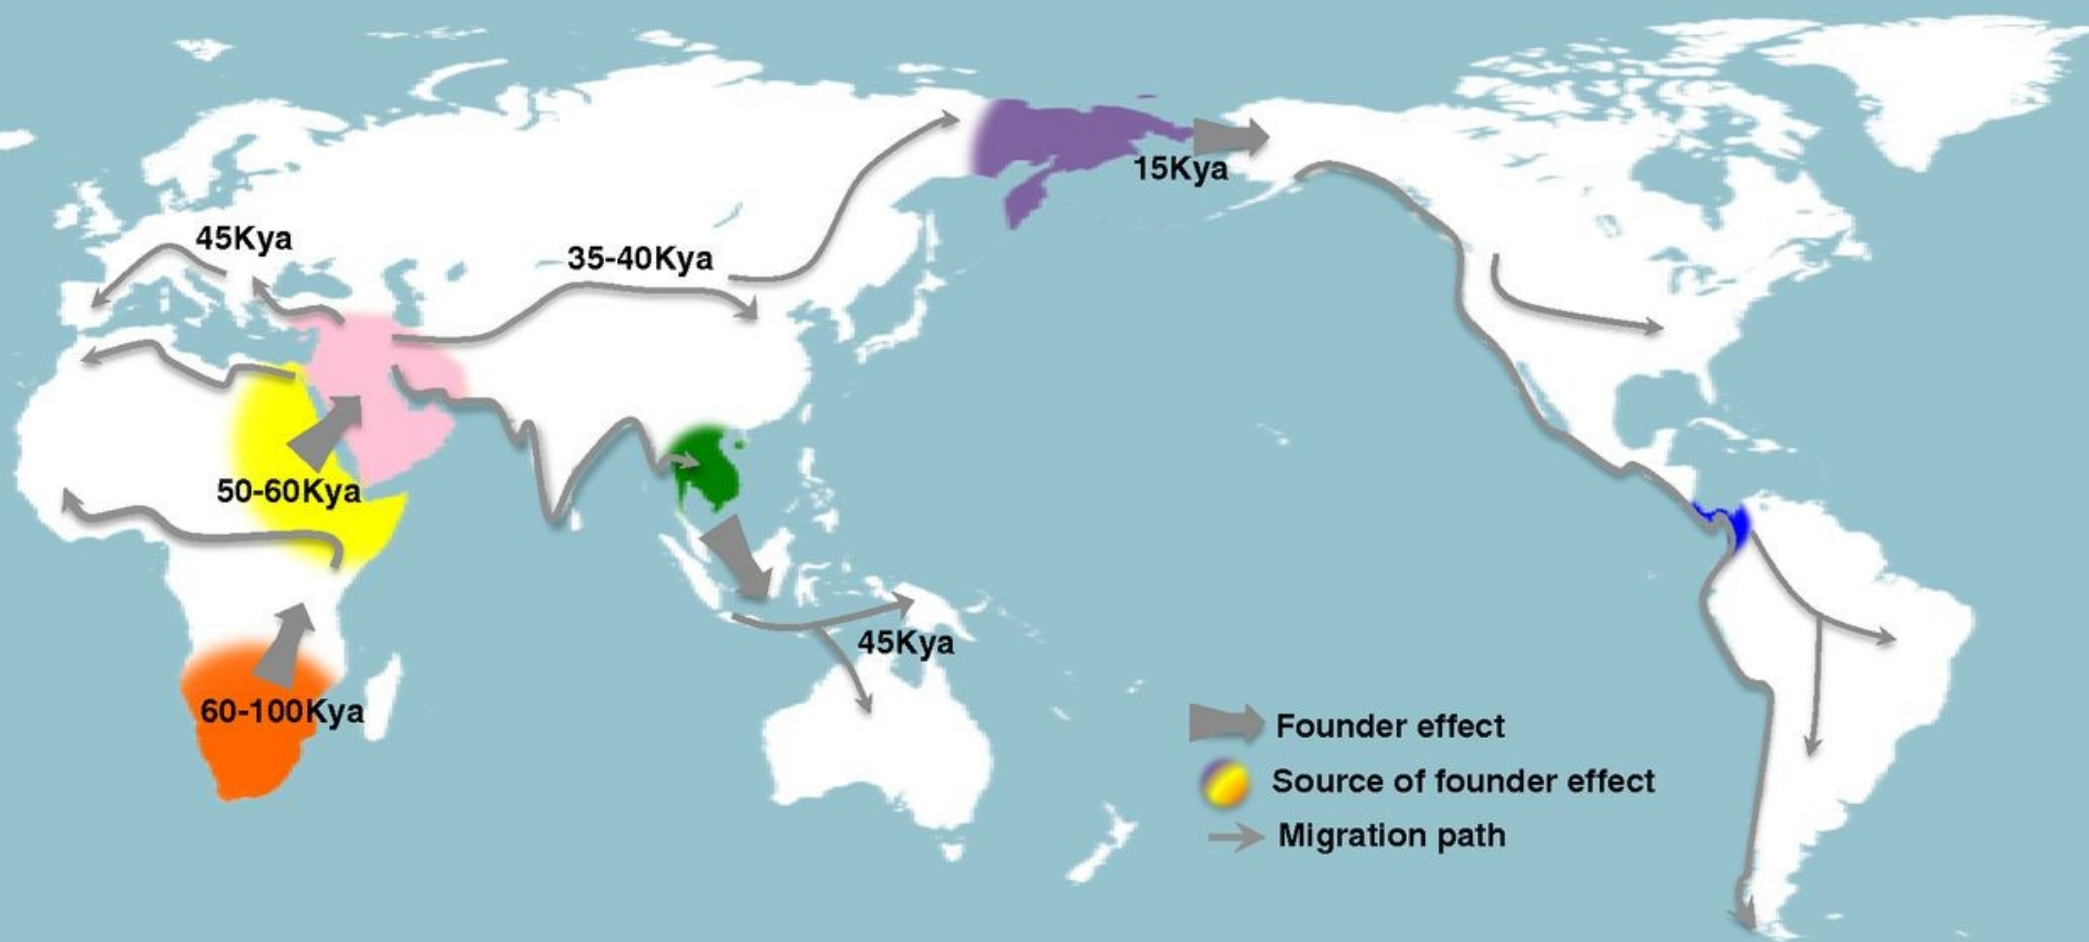 15Kya
45Kya
35-40Kya
50-60Kya
45Kya
60-100Kya
Founder effect
Source of founder effect
Migration path